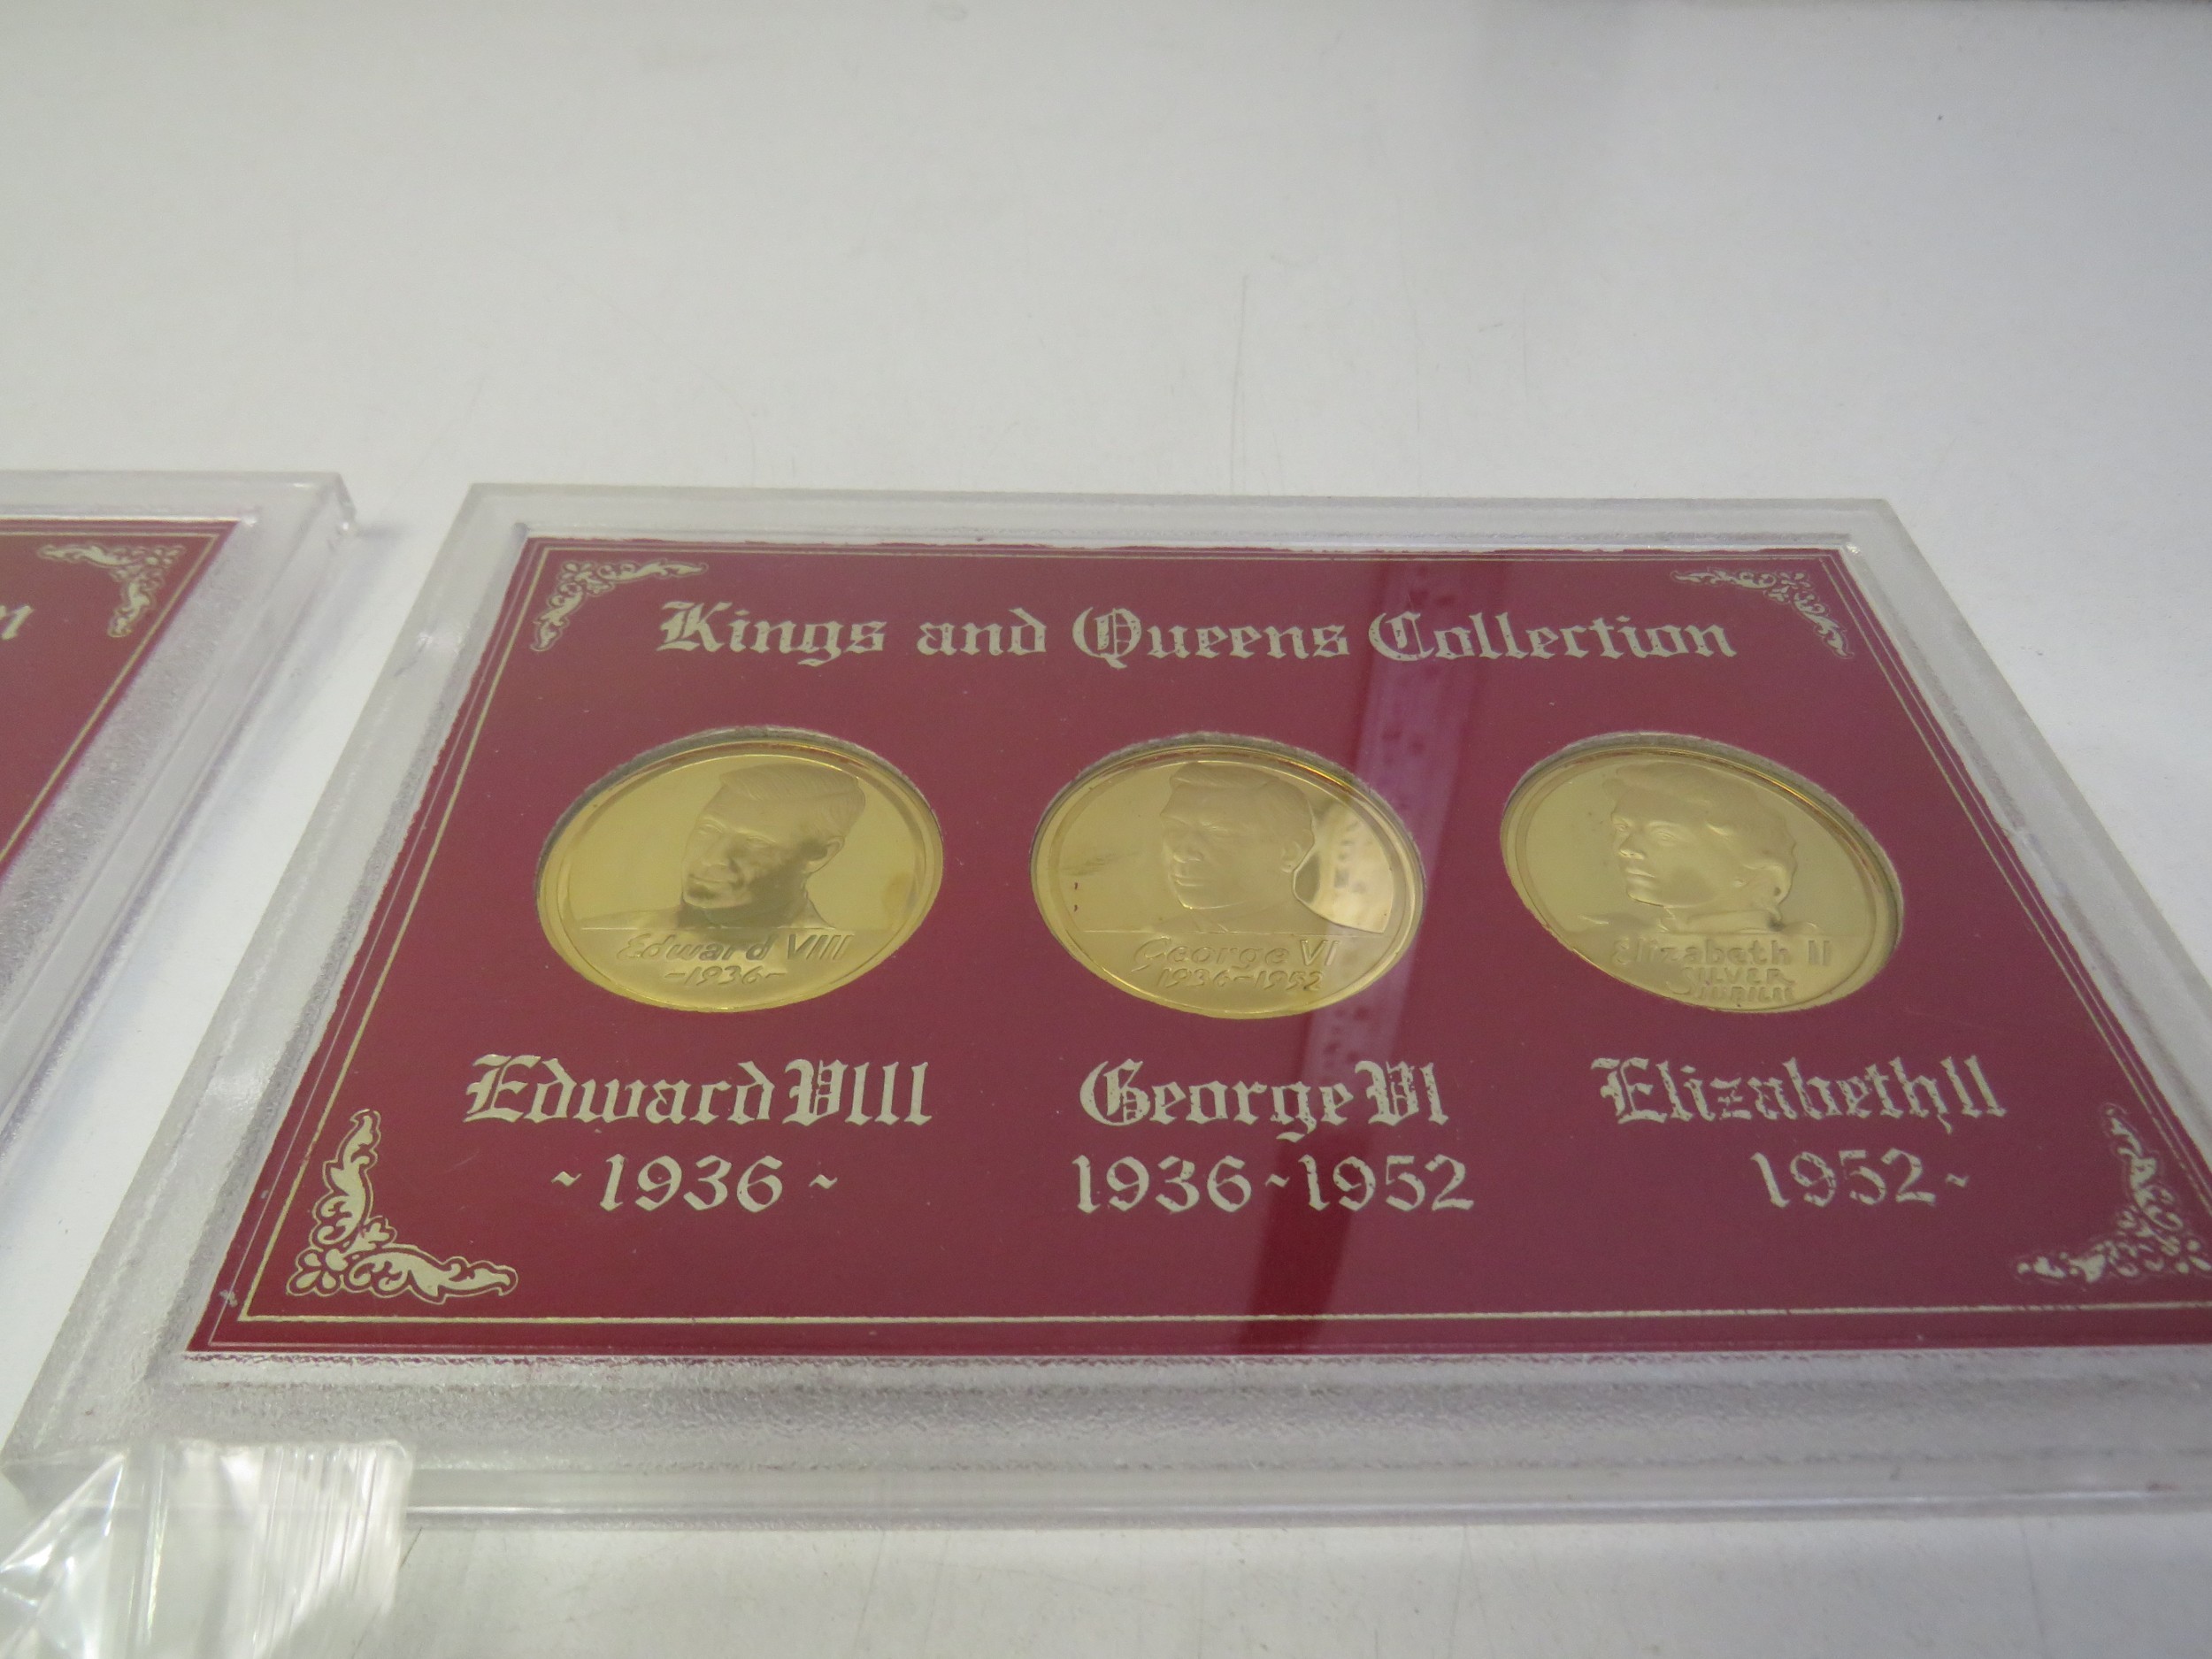 Kings and Queens Collection
Edward VIII
-1936-
George VI
1936-1952
Elizabeth II
SILVER
Edward VIII
~1936~
George VI
1936~1952
Elizabeth II
1952~